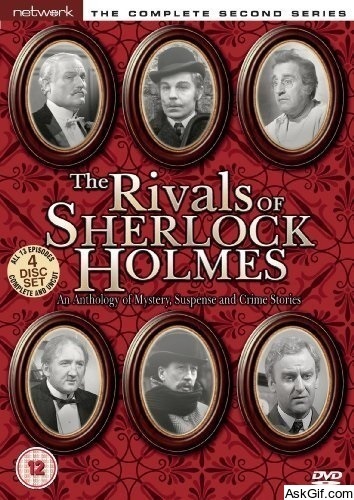 network THE COMPLETE SECOND SERIES
The Rivals of
SHERLOCK
HOLMES
An Anthology of Mystery, Suspense and Crime Stories
ALL 13 EPISODES
4
DISC
SET
COMPLETE AND UNCUT
12
DVD
AskGif.com